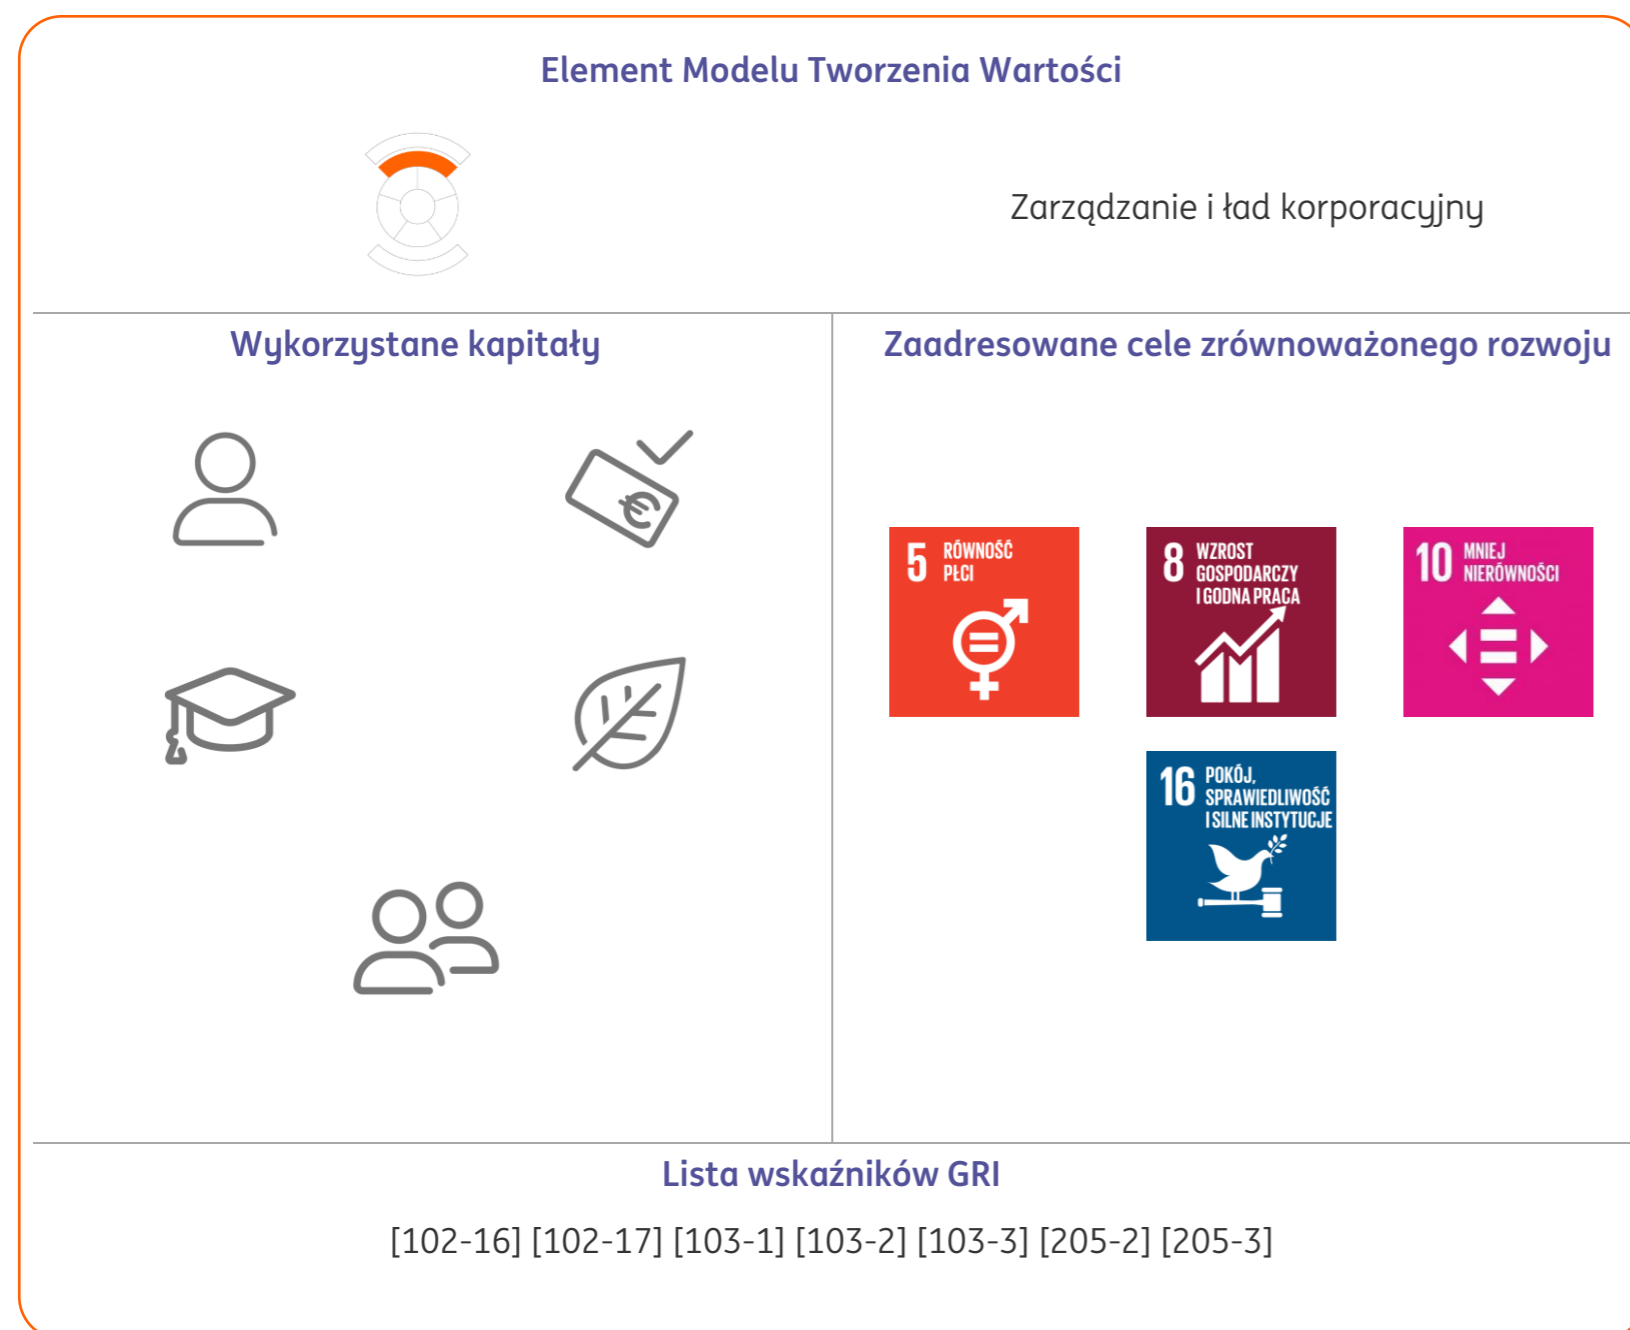 Element Modelu Tworzenia Wartości
Zarządzanie i ład korporacyjny
Wykorzystane kapitały
Zaadresowane cele zrównoważonego rozwoju
5 RÓWNOŚĆ
PŁCI
8 WZROST
GOSPODARCZY
I GODNA PRACA
10 MNIEJ
NIERÓWNOŚCI
16 POKÓJ,
SPRAWIEDLIWOŚĆ
I SILNE INSTYTUCJE
Lista wskaźników GRI
[102-16] [102-17] [103-1] [103-2] [103-3] [205-2] [205-3]